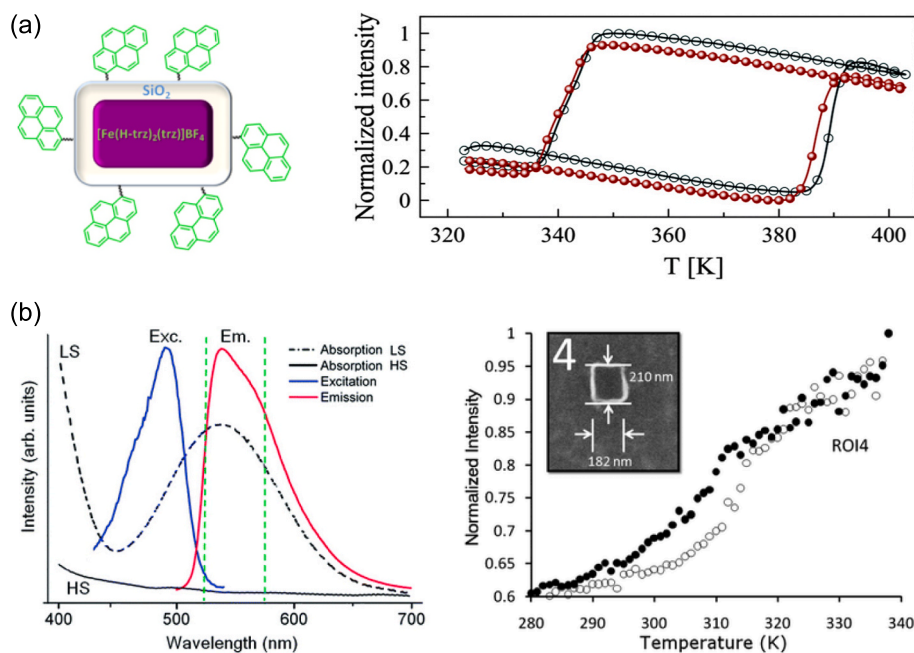 (a)
SiO2
[Fe(H-trz)2(trz)]BF4
Normalized intensity
1
0.8
0.6
0.4
0.2
0
320 340 360 380 400
T [K]
(b)
Exc. Em.
LS
HS
Absorption LS
Absorption HS
Excitation
Emission
Intensity (arb. units)
400 500 600 700
Wavelength (nm)
4
210 nm
182 nm
ROI4
Normalized Intensity
1
0.95
0.9
0.85
0.8
0.75
0.7
0.65
0.6
280 290 300 310 320 330 340
Temperature (K)